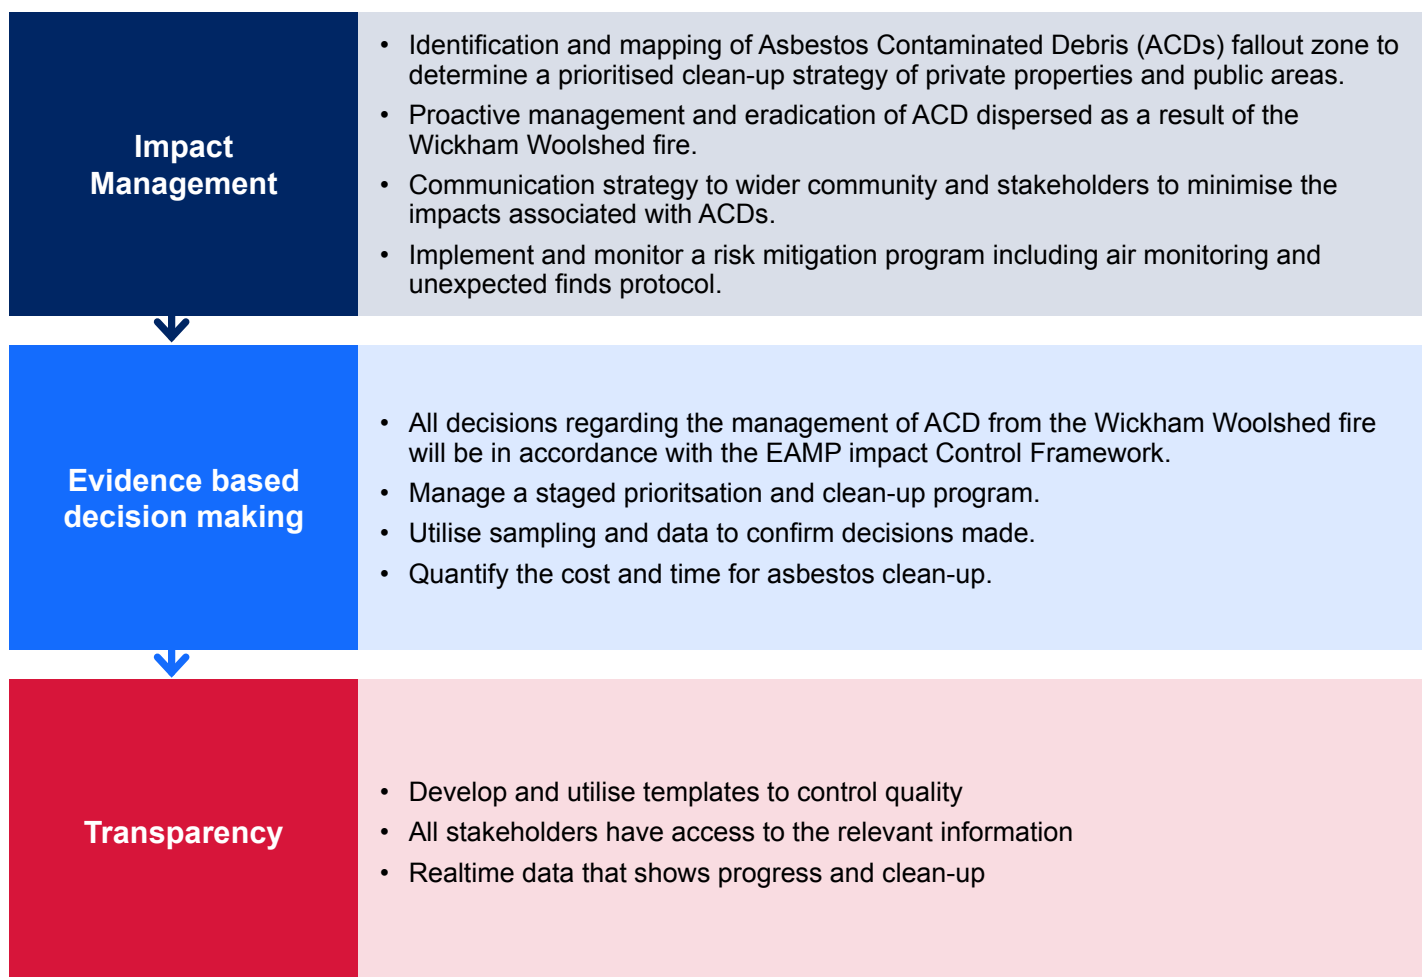 Impact
Management
• Identification and mapping of Asbestos Contaminated Debris (ACDs) fallout zone to
determine a prioritised clean-up strategy of private properties and public areas.
• Proactive management and eradication of ACD dispersed as a result of the
Wickham Woolshed fire.
• Communication strategy to wider community and stakeholders to minimise the
impacts associated with ACDs.
• Implement and monitor a risk mitigation program including air monitoring and
unexpected finds protocol.
Evidence based
decision making
• All decisions regarding the management of ACD from the Wickham Woolshed fire
will be in accordance with the EAMP impact Control Framework.
• Manage a staged prioritsation and clean-up program.
• Utilise sampling and data to confirm decisions made.
• Quantify the cost and time for asbestos clean-up.
Transparency
• Develop and utilise templates to control quality
• All stakeholders have access to the relevant information
• Realtime data that shows progress and clean-up